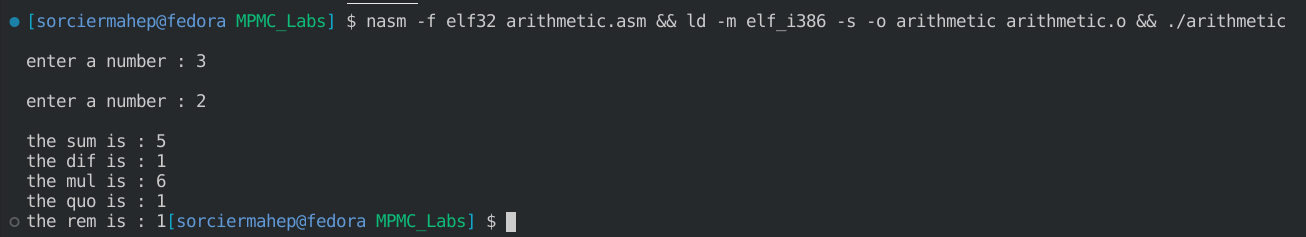 [sorciermahep@fedora MPMC_Labs] $ nasm -f elf32 arithmetic.asm && ld -m elf_i386 -s -o arithmetic arithmetic.o && ./arithmetic
enter a number : 3
enter a number : 2
the sum is : 5
the dif is : 1
the mul is : 6
the quo is : 1
the rem is : 1[sorciermahep@fedora MPMC_Labs] $